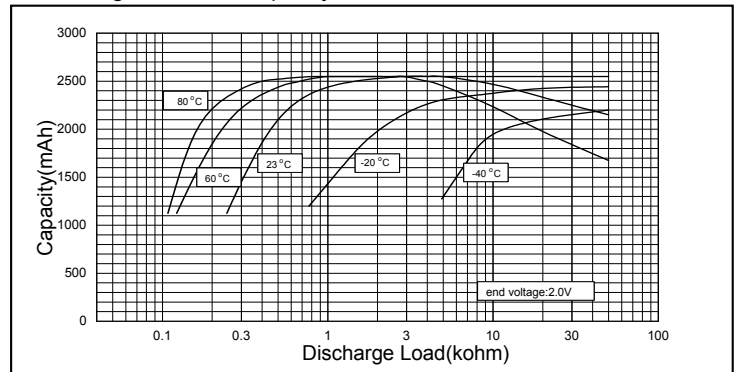 3000
2500
2000
1500
1000
500
0
Capacity(mAh)
80 °C
60 °C
23 °C
-20 °C
-40 °C
end voltage:2.0V
0.1 0.3 1 3 10 30 100
Discharge Load(kohm)